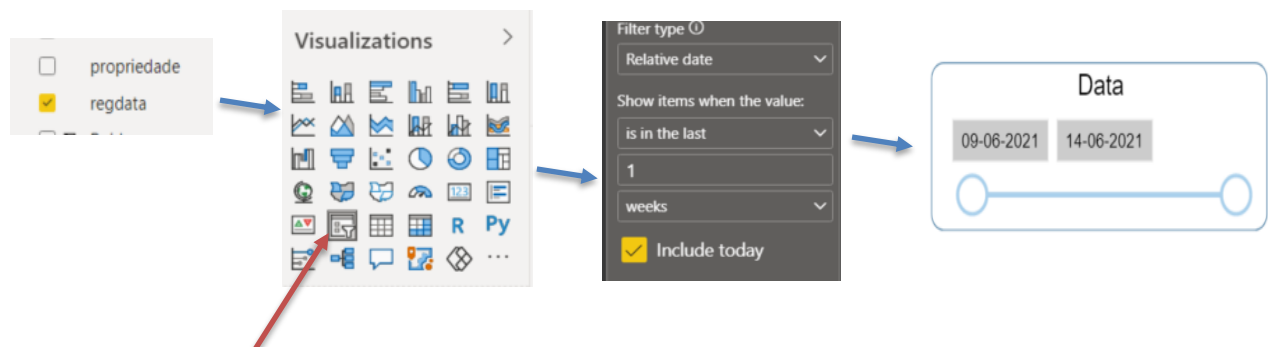 propriedade
regdata
Visualizations
123
R
Py
Filter type
Relative date
Show items when the value:
is in the last
1
weeks
Include today
Data
09-06-2021
14-06-2021